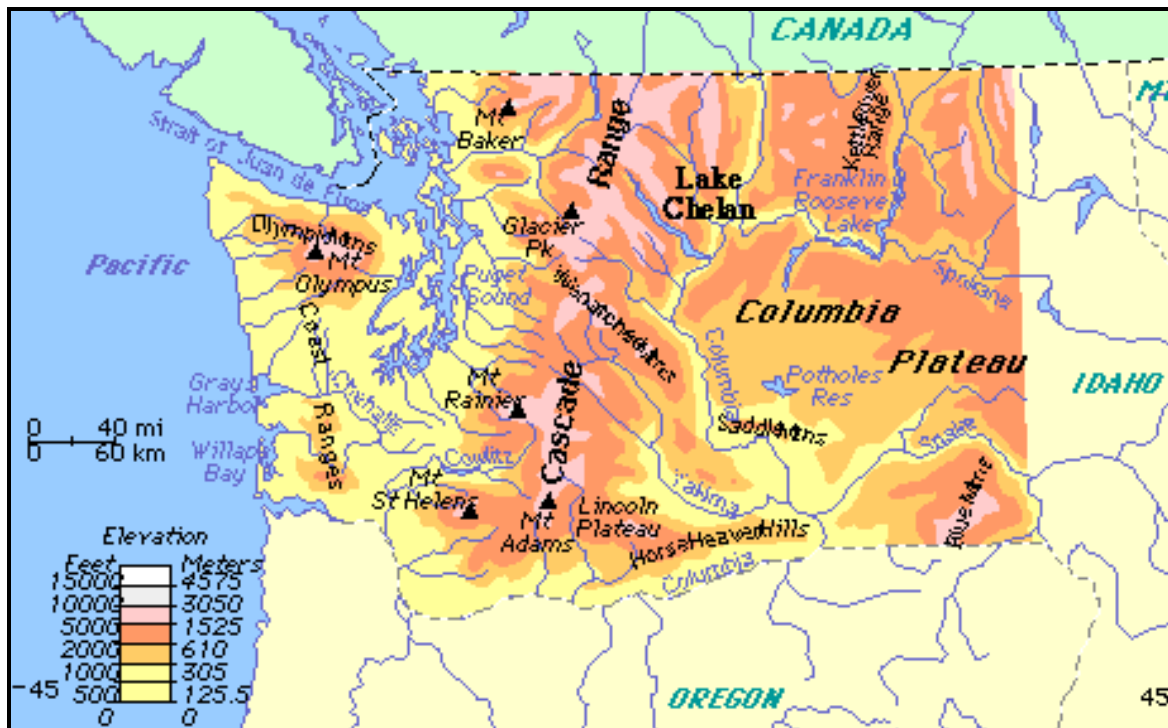 CANADA
Strait of Juan de Fuca
Mt
Baker
Range
Kettle River
Range
Lake
Chelan
Franklin D
Roosevelt
Lake
Olympic Mtns
Mt
Olympus
Glacier
Pk
Pacific
Puget
Sound
Wenatchee Mtns
Spokane
Columbia
Plateau
Columbia
Coast
Ranges
Chehalis
Grays
Harbor
Mt
Rainier
Potholes
Res
IDAHO
0 40 mi
0 60 km
Willapa
Bay
Cascade
Saddle Mtns
Snake
Cowlitz
Yakima
Mt
St Helens
Mt
Adams
Lincoln
Plateau
Horse Heaven Hills
Blue Mtns
Columbia
Elevation
Feet Meters
15000 4575
10000 3050
5000 1525
2000 610
1000 305
500 125.5
0 0
-45
45
OREGON